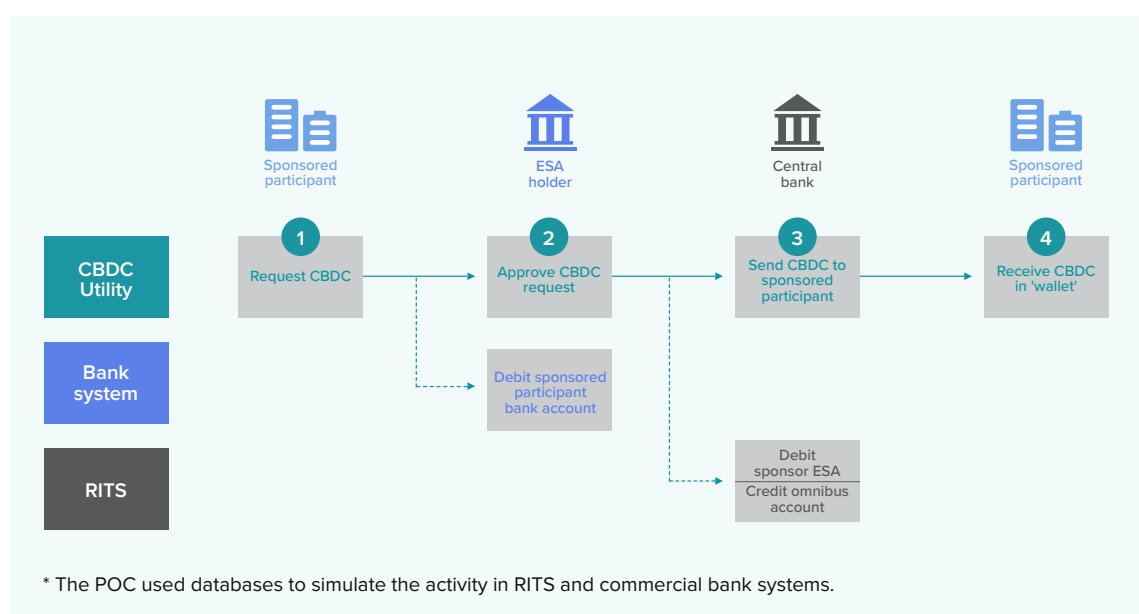 Sponsored
participant
ESA
holder
Central
bank
Sponsored
participant
1
2
3
4
CBDC
Utility
Request CBDC
Approve CBDC
request
Send CBDC to
sponsored
participant
Receive CBDC
in 'wallet'
Bank
system
Debit sponsored
participant
bank account
RITS
Debit
sponsor ESA
Credit omnibus
account
* The POC used databases to simulate the activity in RITS and commercial bank systems.